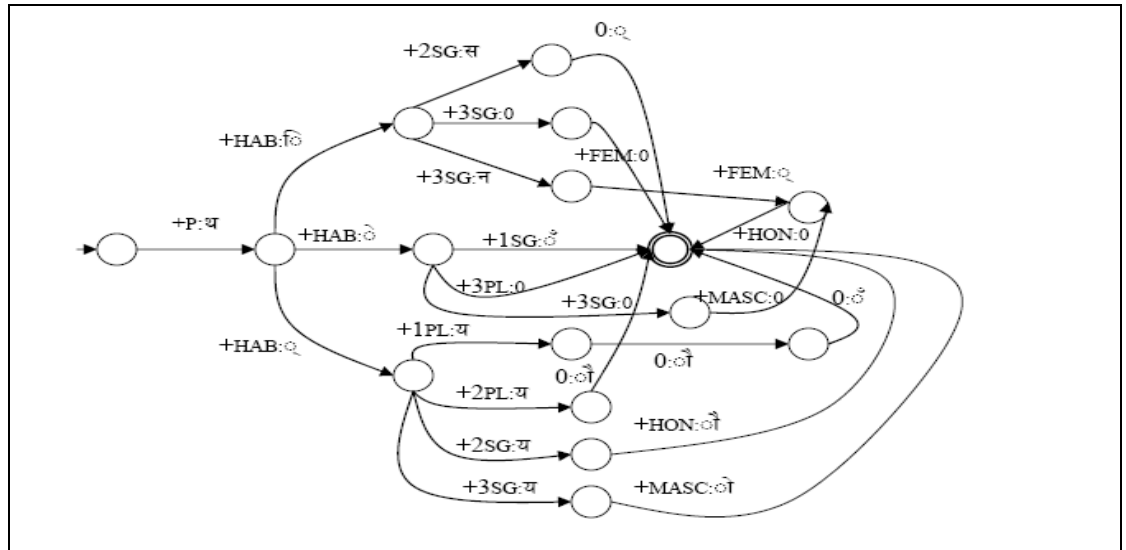 0:्
+2SG:स
+3SG:0
+HAB:ि
+FEM:0
+3SG:न
+FEM:्
+P:थ
+HAB:े
+1SG:ँ
+HON:0
+3PL:0
+3SG:0
+MASC:0
0:ँ
+1PL:य
+HAB:्
0:ौ
0:ौ
+2PL:य
+HON:ौ
+2SG:य
+3SG:य
+MASC:ो